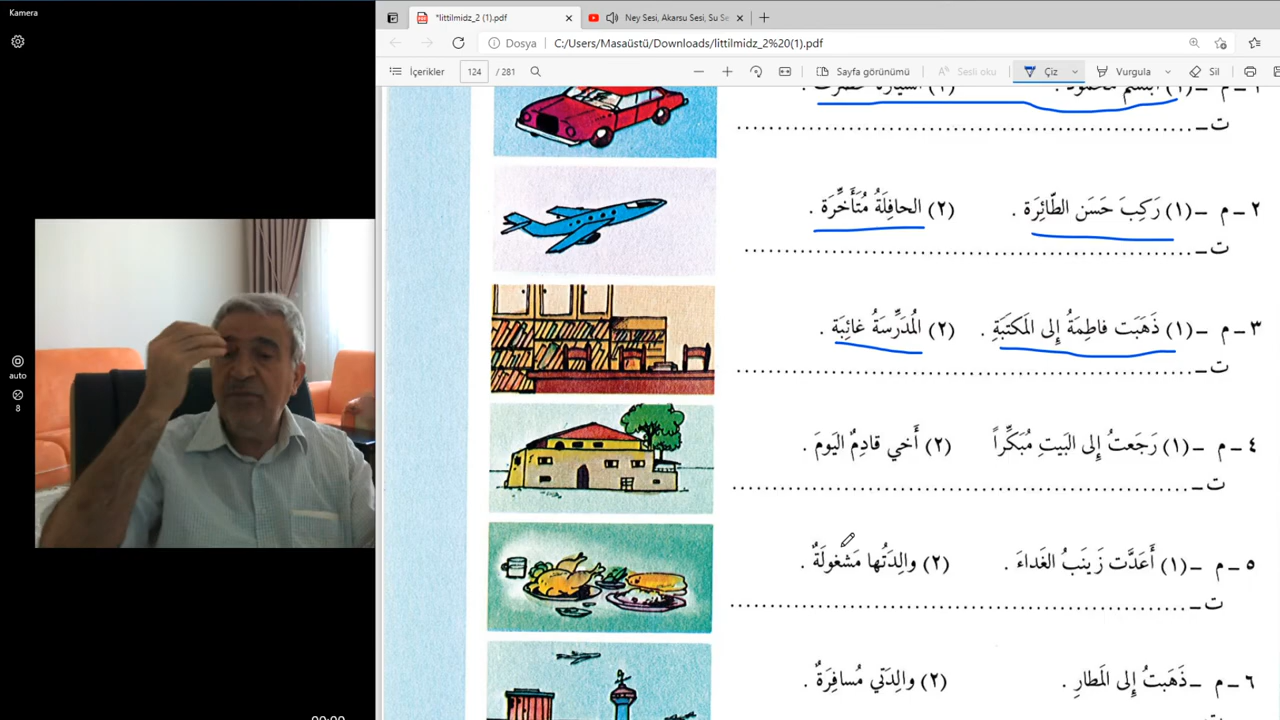 Kamera
*littilmidz_2 (1).pdf
Ney Sesi, Akarsu Sesi, Su Se
Dosya
C:/Users/Masaüstü/Downloads/littilmidz_2%20(1).pdf
İçerikler
124
/ 281
Sayfa görünümü
Sesli oku
Çiz
Vurgula
Sil
auto
8
ت ـ ........................................
٢ ـ م ـ (١) رَكِبَ حَسَن الطّائِرَة . (٢) الحافِلَةُ مُتَأَخِّرَة .
ت ـ ........................................
٣ ـ م ـ (١) ذَهَبَت فاطِمَةُ إِلى المَكتَبَةِ . (٢) المُدَرِّسَةُ غائِبَة .
ت ـ ........................................
٤ ـ م ـ (١) رَجَعتُ إِلى البَيتِ مُبَكِّراً (٢) أَخي قادِمٌ اليَومَ .
ت ـ ........................................
٥ ـ م ـ (١) أَعَدَّت زَينَبُ الغَداءَ . (٢) والِدَتُها مَشغولَةٌ .
ت ـ ........................................
٦ ـ م ـ ذَهَبتُ إِلى المَطارِ . (٢) والِدَتي مُسافِرَةٌ .